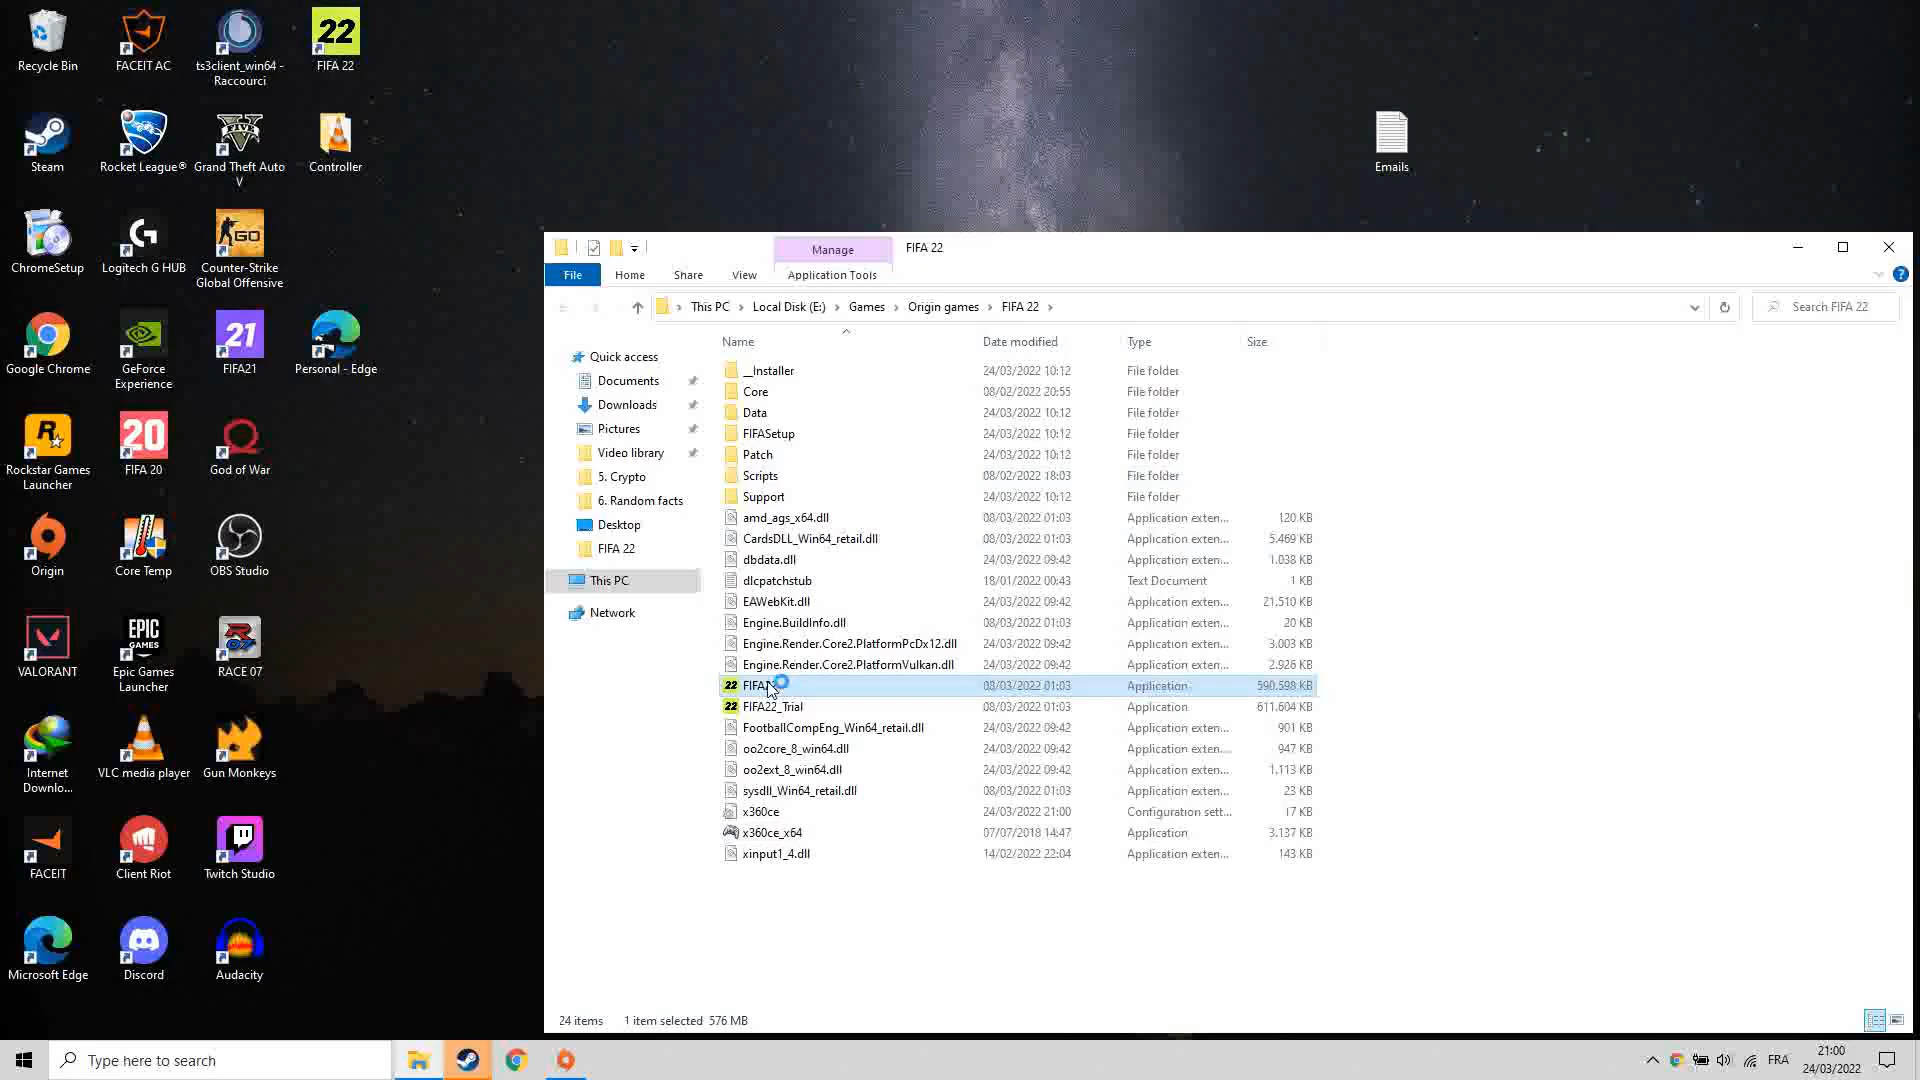 Recycle Bin
FACEIT AC
ts3client_win64 -
Raccourci
22
FIFA 22
Steam
Rocket League®
FIVE
Grand Theft Auto
V
Controller
Emails
ChromeSetup
Logitech G HUB
GO
Counter-Strike
Global Offensive
Google Chrome
GeForce
Experience
21
FIFA21
Personal - Edge
Rockstar Games
Launcher
20
FIFA 20
God of War
Origin
Core Temp
OBS Studio
VALORANT
EPIC
GAMES
Epic Games
Launcher
RACE 07
Internet
Downlo...
VLC media player
Gun Monkeys
FACEIT
Client Riot
Twitch Studio
Microsoft Edge
Discord
Audacity
Manage
FIFA 22
File
Home
Share
View
Application Tools
This PC
Local Disk (E:)
Games
Origin games
FIFA 22
Search FIFA 22
Name
Date modified
Type
Size
Quick access
Documents
Downloads
Pictures
Video library
5. Crypto
6. Random facts
Desktop
FIFA 22
This PC
Network
__Installer 24/03/2022 10:12 File folder
Core 08/02/2022 20:55 File folder
Data 24/03/2022 10:12 File folder
FIFASetup 24/03/2022 10:12 File folder
Patch 24/03/2022 10:12 File folder
Scripts 08/02/2022 18:03 File folder
Support 24/03/2022 10:12 File folder
amd_ags_x64.dll 08/03/2022 01:03 Application exten... 120 KB
CardsDLL_Win64_retail.dll 08/03/2022 01:03 Application exten... 5.469 KB
dbdata.dll 24/03/2022 09:42 Application exten... 1.038 KB
dlcpatchstub 18/01/2022 00:43 Text Document 1 KB
EAWebKit.dll 24/03/2022 09:42 Application exten... 21.510 KB
Engine.BuildInfo.dll 08/03/2022 01:03 Application exten... 20 KB
Engine.Render.Core2.PlatformPcDx12.dll 24/03/2022 09:42 Application exten... 3.003 KB
Engine.Render.Core2.PlatformVulkan.dll 24/03/2022 09:42 Application exten... 2.926 KB
22 08/03/2022 01:03 Application 590.598 KB
22 FIFA22_Trial 08/03/2022 01:03 Application 611.604 KB
FootballCompEng_Win64_retail.dll 24/03/2022 09:42 Application exten... 901 KB
oo2core_8_win64.dll 24/03/2022 09:42 Application exten... 947 KB
oo2ext_8_win64.dll 24/03/2022 09:42 Application exten... 1.113 KB
sysdll_Win64_retail.dll 08/03/2022 01:03 Application exten... 23 KB
x360ce 24/03/2022 21:00 Configuration sett... 17 KB
x360ce_x64 07/07/2018 14:47 Application 3.137 KB
xinput1_4.dll 14/02/2022 22:04 Application exten... 143 KB
24 items
1 item selected 576 MB
Type here to search
FRA
21:00
24/03/2022